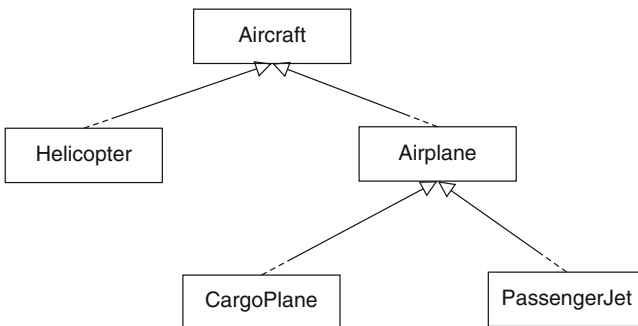 Aircraft
Helicopter
Airplane
CargoPlane
PassengerJet